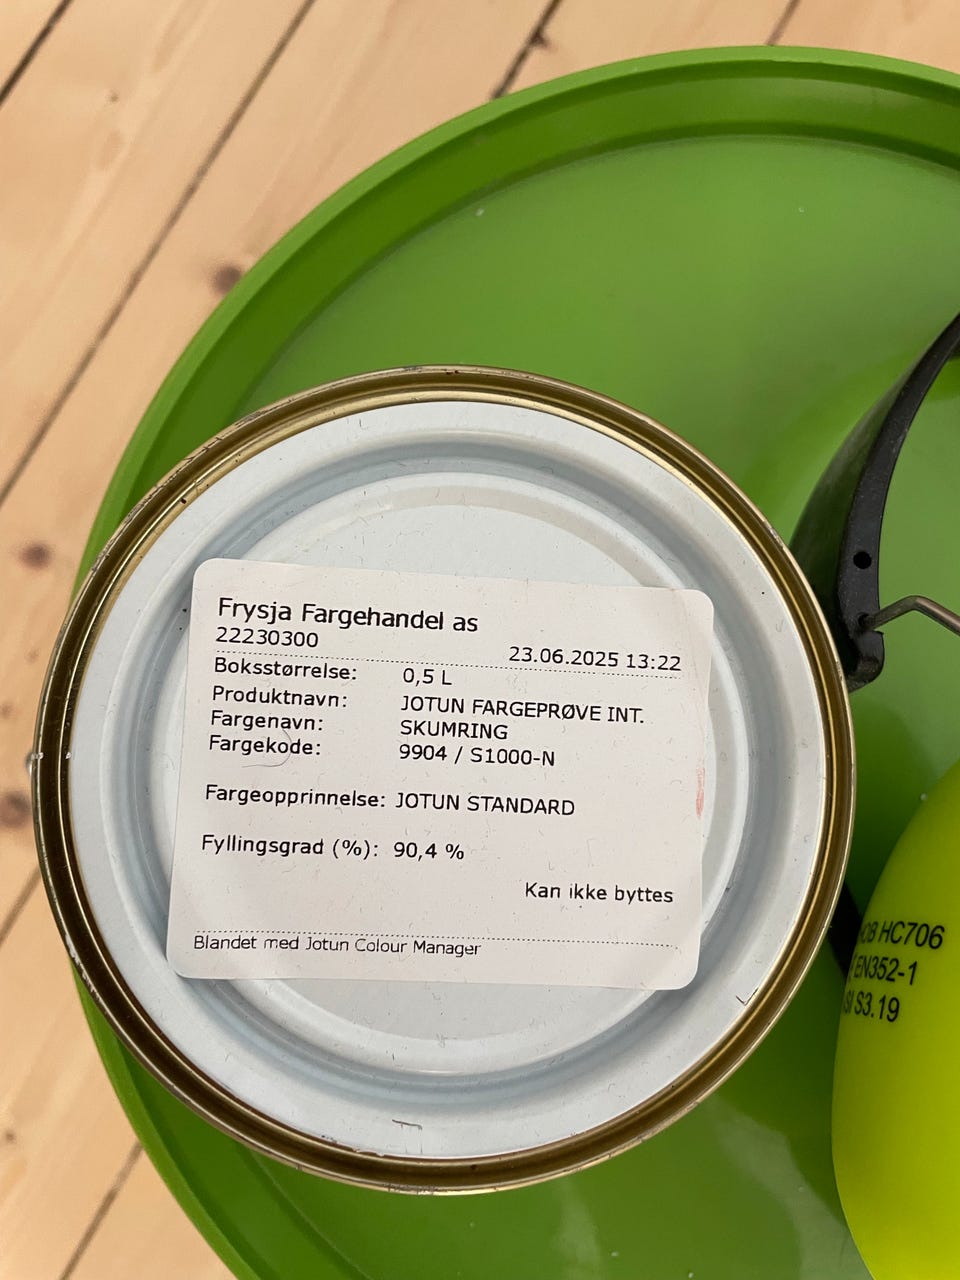 Frysja Fargehandel as
22230300 23.06.2025 13:22
Boksstørrelse: 0,5 L
Produktnavn: JOTUN FARGEPRØVE INT.
Fargenavn: SKUMRING
Fargekode: 9904 / S1000-N
Fargeopprinnelse: JOTUN STANDARD
Fyllingsgrad (%): 90,4 %
Kan ikke byttes
Blandet med Jotun Colour Manager
HC706
EN352-1
S3.19